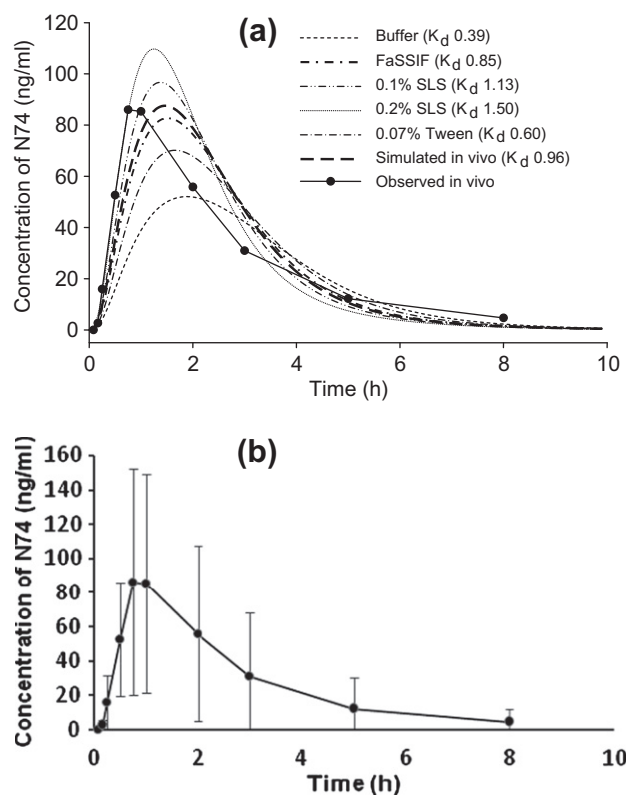 (a)
Concentration of N74 (ng/ml)
120
100
80
60
40
20
0
Buffer (Kd 0.39)
FaSSIF (Kd 0.85)
0.1% SLS (Kd 1.13)
0.2% SLS (Kd 1.50)
0.07% Tween (Kd 0.60)
Simulated in vivo (Kd 0.96)
Observed in vivo
0 2 4 6 8 10
Time (h)
(b)
Concentration of N74 (ng/ml)
160
140
120
100
80
60
40
20
0
0 2 4 6 8 10
Time (h)